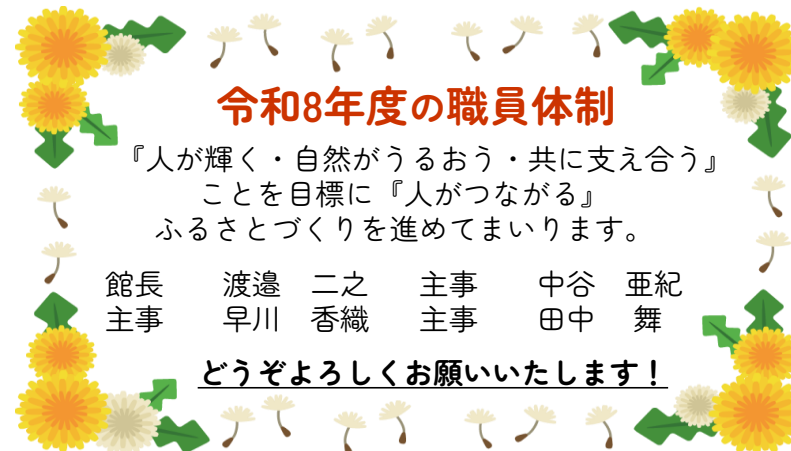 令和8年度の職員体制
『人が輝く・自然がうるおう・共に支え合う』
ことを目標に『人がつながる』
ふるさとづくりを進めてまいります。
館長　渡邉　二之　主事　中谷　亜紀
主事　早川　香織　主事　田中　舞
どうぞよろしくお願いいたします！